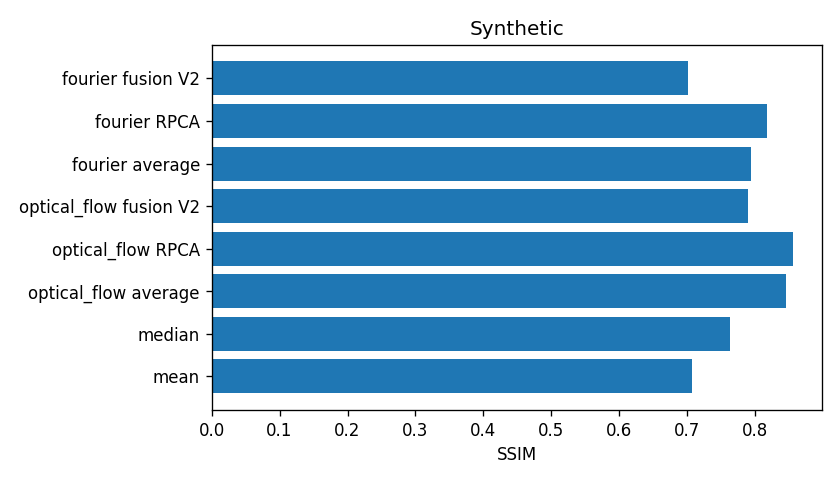 Synthetic
fourier fusion V2
fourier RPCA
fourier average
optical_flow fusion V2
optical_flow RPCA
optical_flow average
median
mean
0.0 0.1 0.2 0.3 0.4 0.5 0.6 0.7 0.8
SSIM